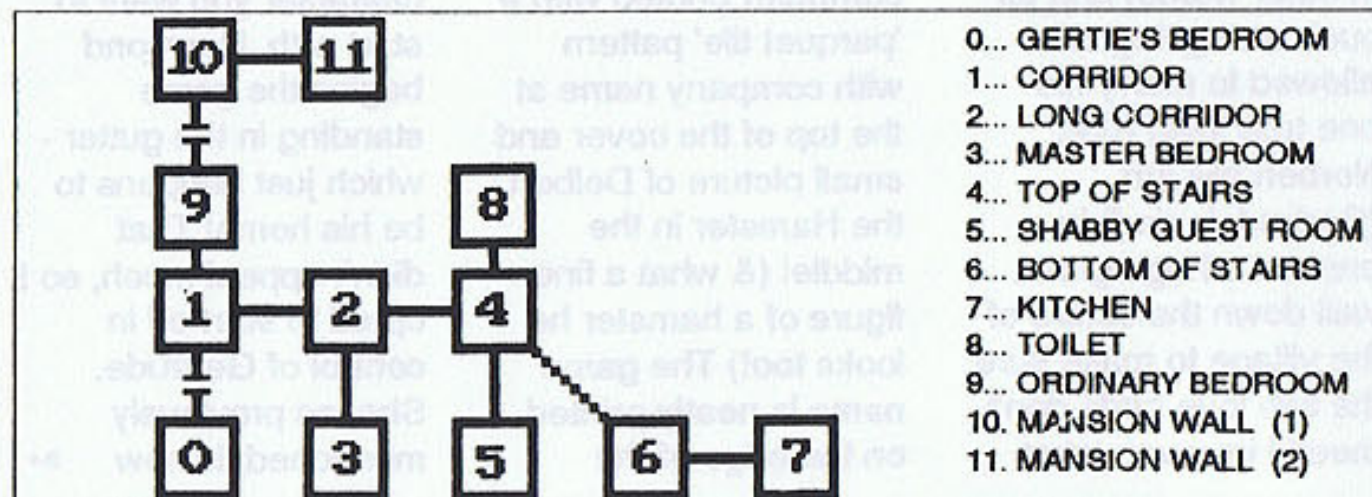 10 11
9 8
1 2 4
0 3 5 6 7
0... GERTIE'S BEDROOM
1... CORRIDOR
2... LONG CORRIDOR
3... MASTER BEDROOM
4... TOP OF STAIRS
5... SHABBY GUEST ROOM
6... BOTTOM OF STAIRS
7... KITCHEN
8... TOILET
9... ORDINARY BEDROOM
10. MANSION WALL (1)
11. MANSION WALL (2)